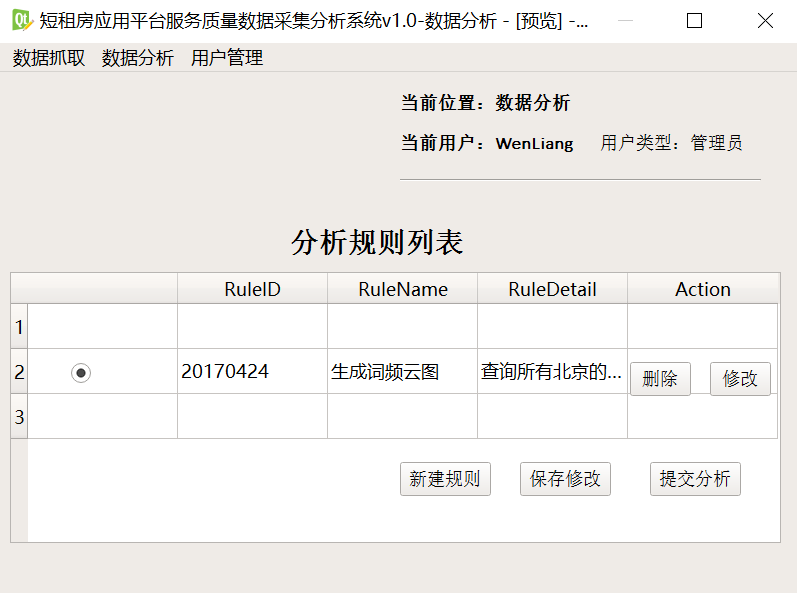 短租房应用平台服务质量数据采集分析系统v1.0-数据分析 - [预览] -...
数据抓取 数据分析 用户管理
当前位置：数据分析
当前用户：WenLiang 用户类型：管理员
分析规则列表
RuleID RuleName RuleDetail Action
1
2 20170424 生成词频云图 查询所有北京的... 删除 修改
3
新建规则 保存修改 提交分析